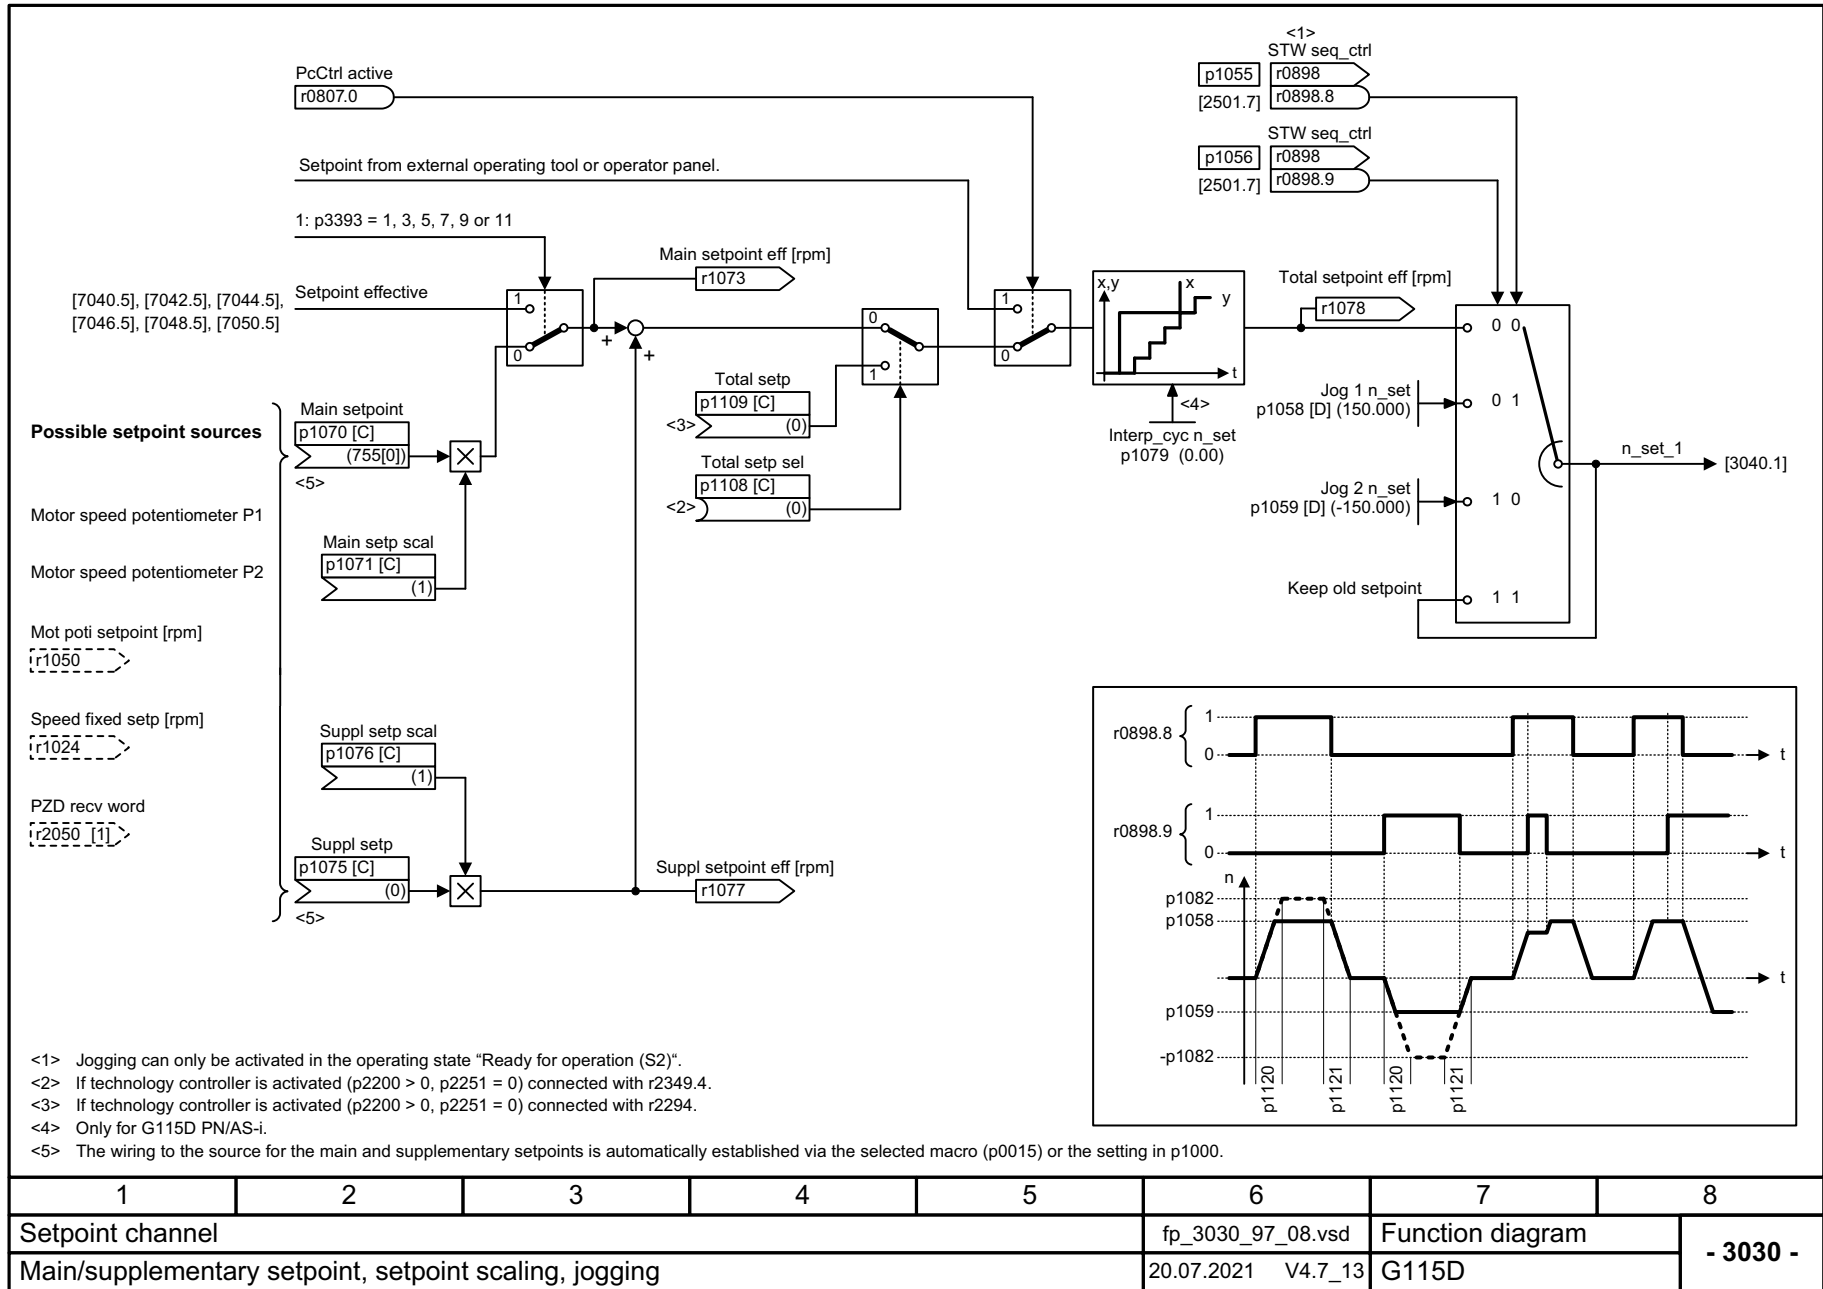 PcCtrl active
r0807.0
Setpoint from external operating tool or operator panel.
1: p3393 = 1, 3, 5, 7, 9 or 11
[7040.5], [7042.5], [7044.5],
[7046.5], [7048.5], [7050.5]
Setpoint effective
1
0
Main setpoint eff [rpm]
r1073
+
+
0
1
1
0
Total setp
p1109 [C]
<3>
(0)
Total setp sel
p1108 [C]
<2>
(0)
x,y
x
y
t
<4>
Interp_cyc n_set
p1079 (0.00)
Total setpoint eff [rpm]
r1078
<1>
STW seq_ctrl
p1055
r0898
[2501.7]
r0898.8
STW seq_ctrl
p1056
r0898
[2501.7]
r0898.9
0 0
Jog 1 n_set
p1058 [D] (150.000)
0 1
n_set_1
[3040.1]
Jog 2 n_set
p1059 [D] (-150.000)
1 0
Keep old setpoint
1 1
Possible setpoint sources
Main setpoint
p1070 [C]
(755[0])
<5>
Motor speed potentiometer P1
Main setp scal
p1071 [C]
(1)
Motor speed potentiometer P2
Mot poti setpoint [rpm]
r1050
Speed fixed setp [rpm]
r1024
Suppl setp scal
p1076 [C]
(1)
PZD recv word
r2050 [1]
Suppl setp
p1075 [C]
(0)
<5>
Suppl setpoint eff [rpm]
r1077
r0898.8
1
0
t
r0898.9
1
0
t
n
p1082
p1058
t
p1059
-p1082
p1120
p1121
p1120
p1121
<1> Jogging can only be activated in the operating state “Ready for operation (S2)“.
<2> If technology controller is activated (p2200 > 0, p2251 = 0) connected with r2349.4.
<3> If technology controller is activated (p2200 > 0, p2251 = 0) connected with r2294.
<4> Only for G115D PN/AS-i.
<5> The wiring to the source for the main and supplementary setpoints is automatically established via the selected macro (p0015) or the setting in p1000.
1 2 3 4 5 6 7 8
Setpoint channel
fp_3030_97_08.vsd
Function diagram
- 3030 -
Main/supplementary setpoint, setpoint scaling, jogging
20.07.2021 V4.7_13
G115D